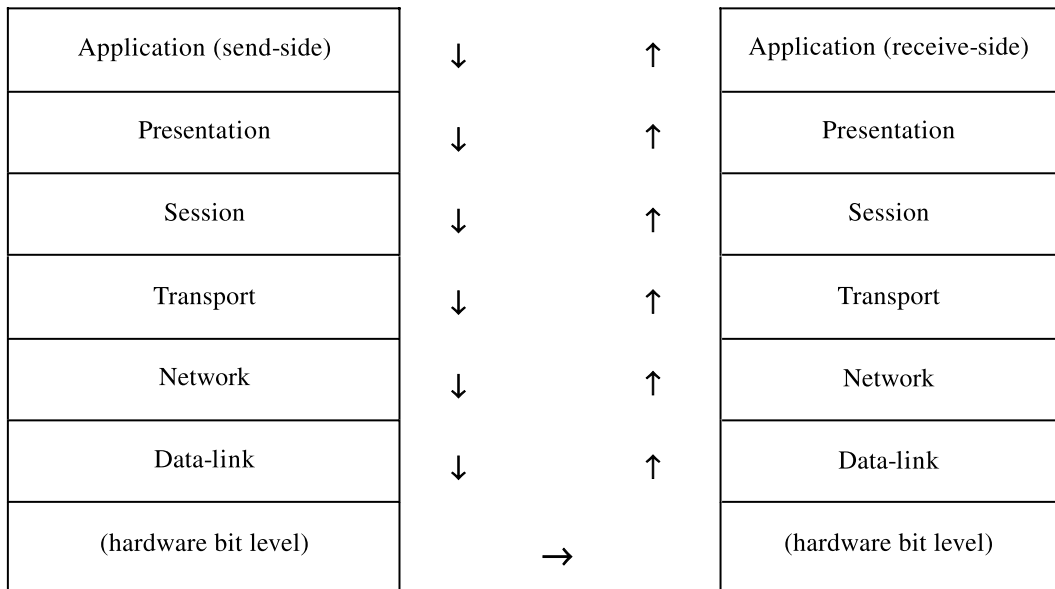 Application (send-side) ↓ ↑ Application (receive-side)
Presentation ↓ ↑ Presentation
Session ↓ ↑ Session
Transport ↓ ↑ Transport
Network ↓ ↑ Network
Data-link ↓ ↑ Data-link
(hardware bit level) → (hardware bit level)